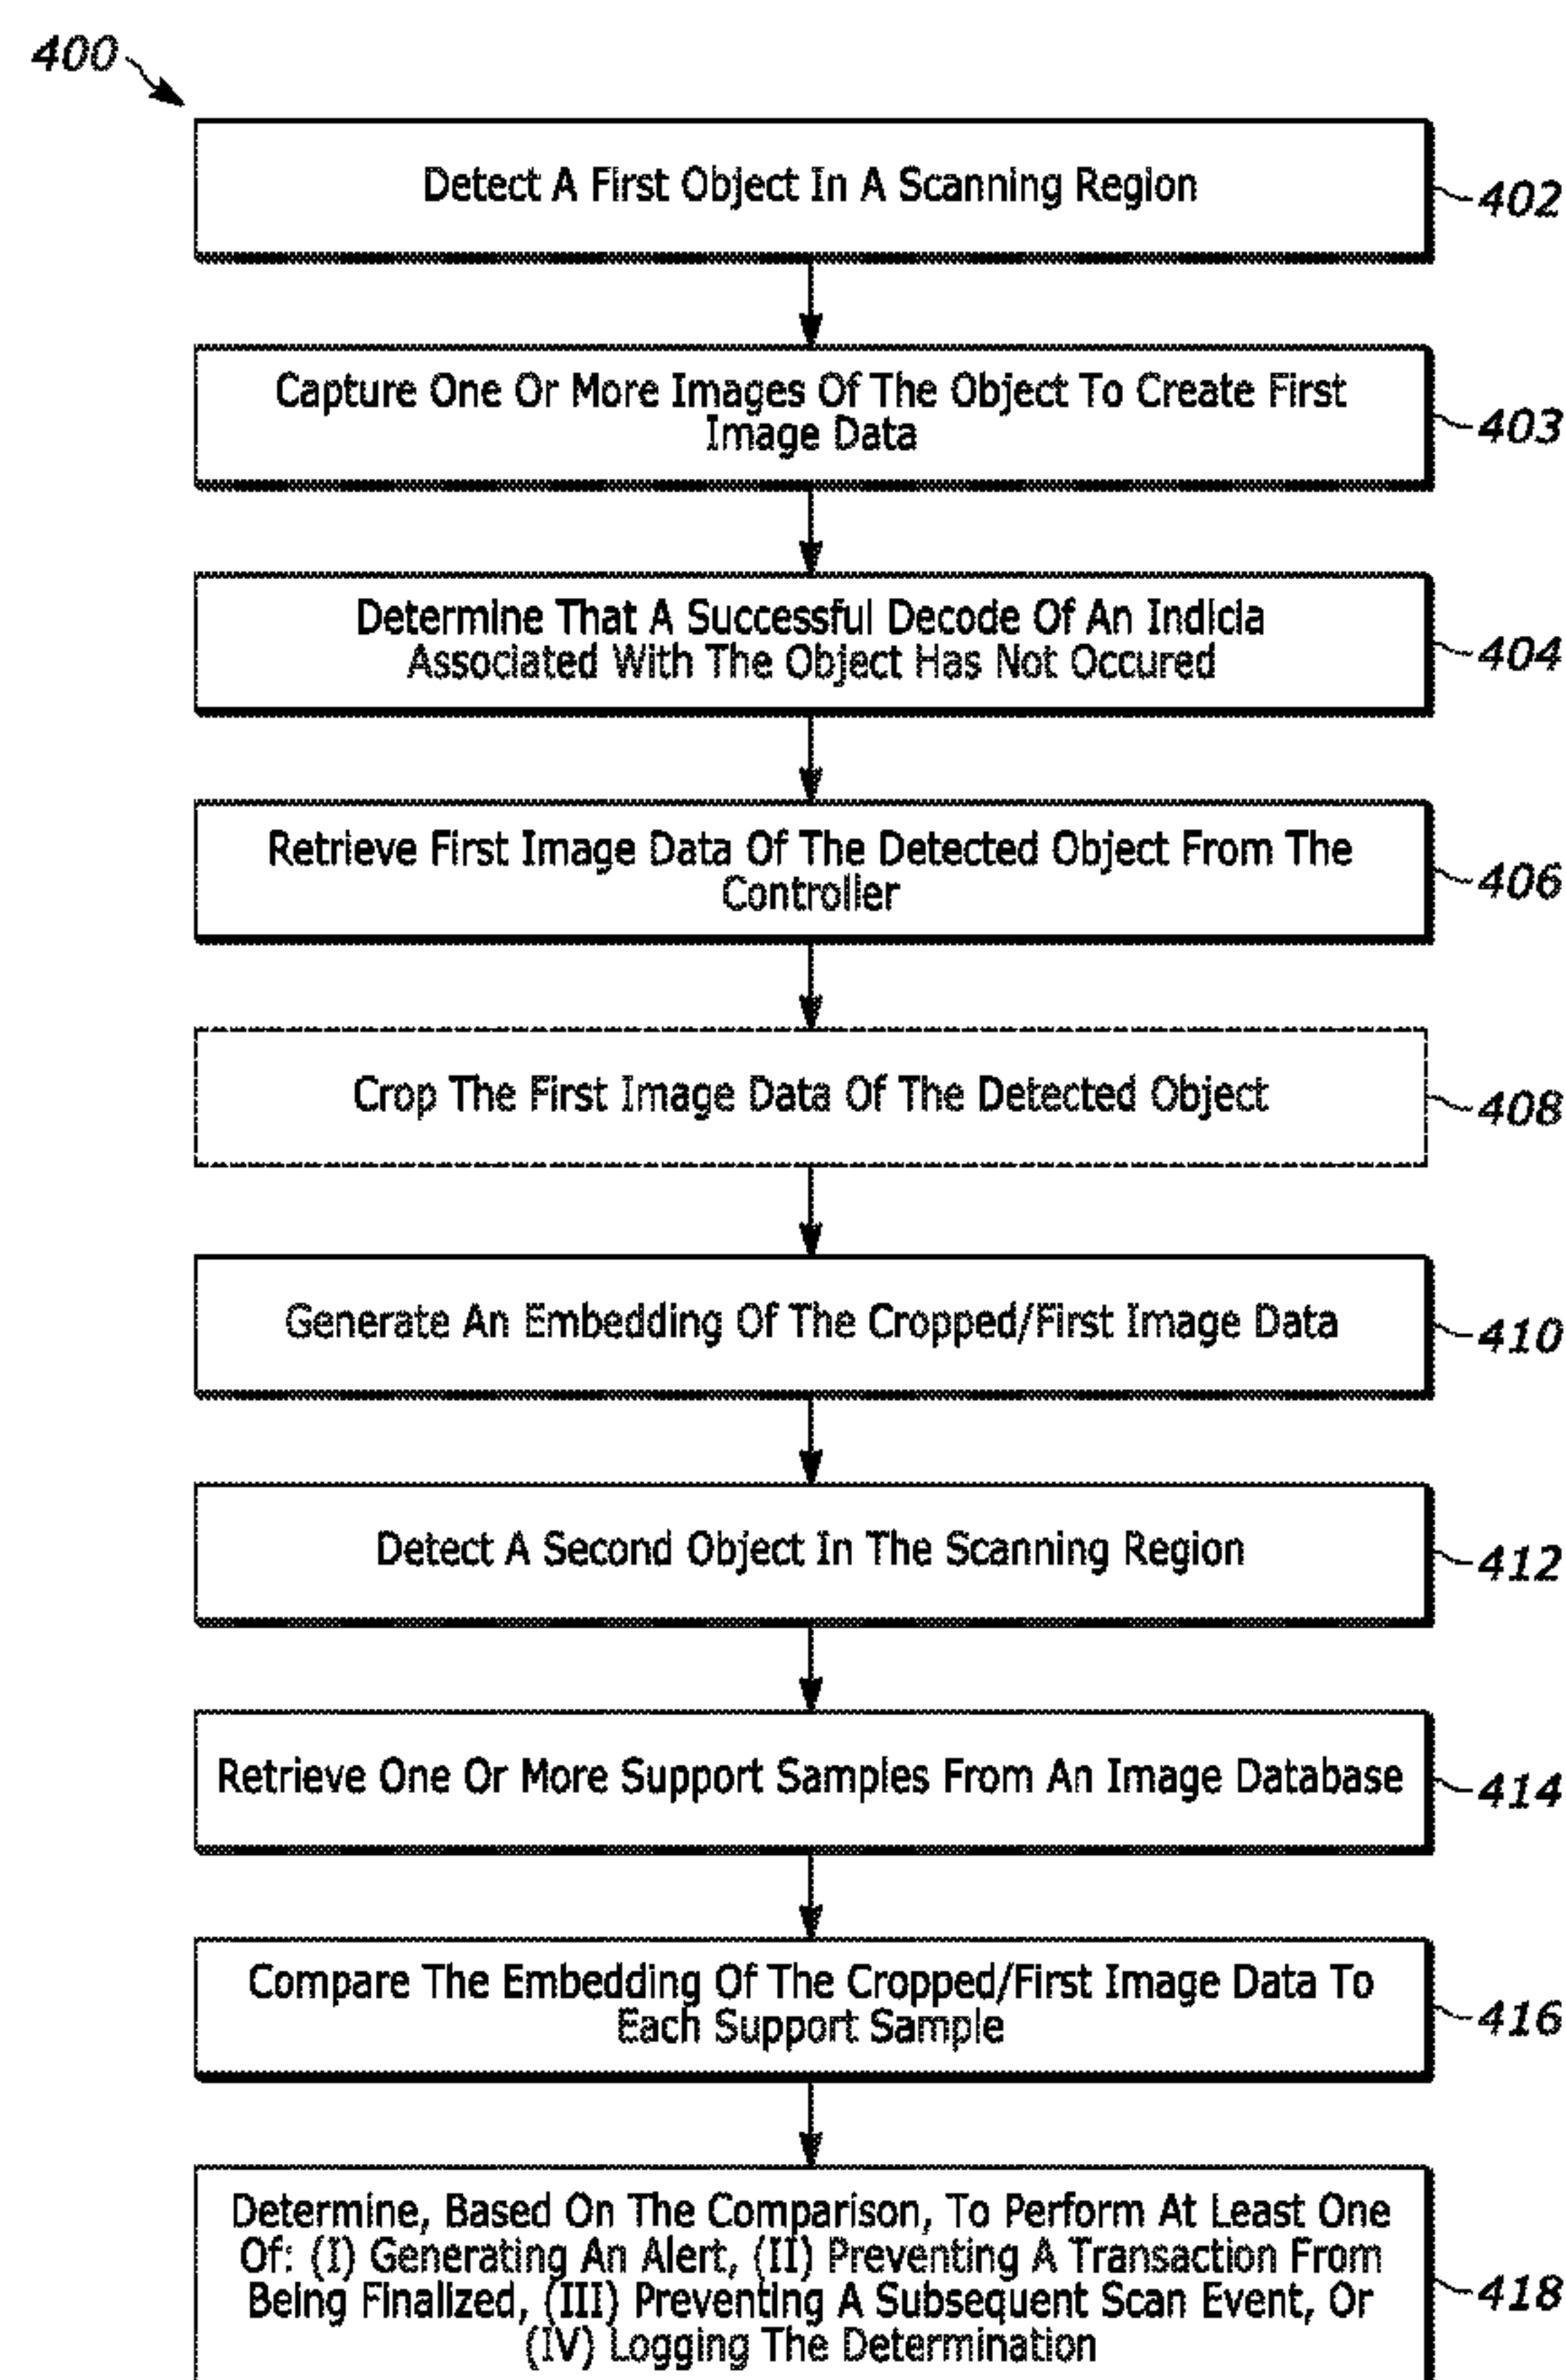 400
Detect A First Object In A Scanning Region
402
Capture One Or More Images Of The Object To Create First
Image Data
403
Determine That A Successful Decode Of An Indicia
Associated With The Object Has Not Occured
404
Retrieve First Image Data Of The Detected Object From The
Controller
406
Crop The First Image Data Of The Detected Object
408
Generate An Embedding Of The Cropped/First Image Data
410
Detect A Second Object In The Scanning Region
412
Retrieve One Or More Support Samples From An Image Database
414
Compare The Embedding Of The Cropped/First Image Data To
Each Support Sample
416
Determine, Based On The Comparison, To Perform At Least One
Of: (I) Generating An Alert, (II) Preventing A Transaction From
Being Finalized, (III) Preventing A Subsequent Scan Event, Or
(IV) Logging The Determination
418